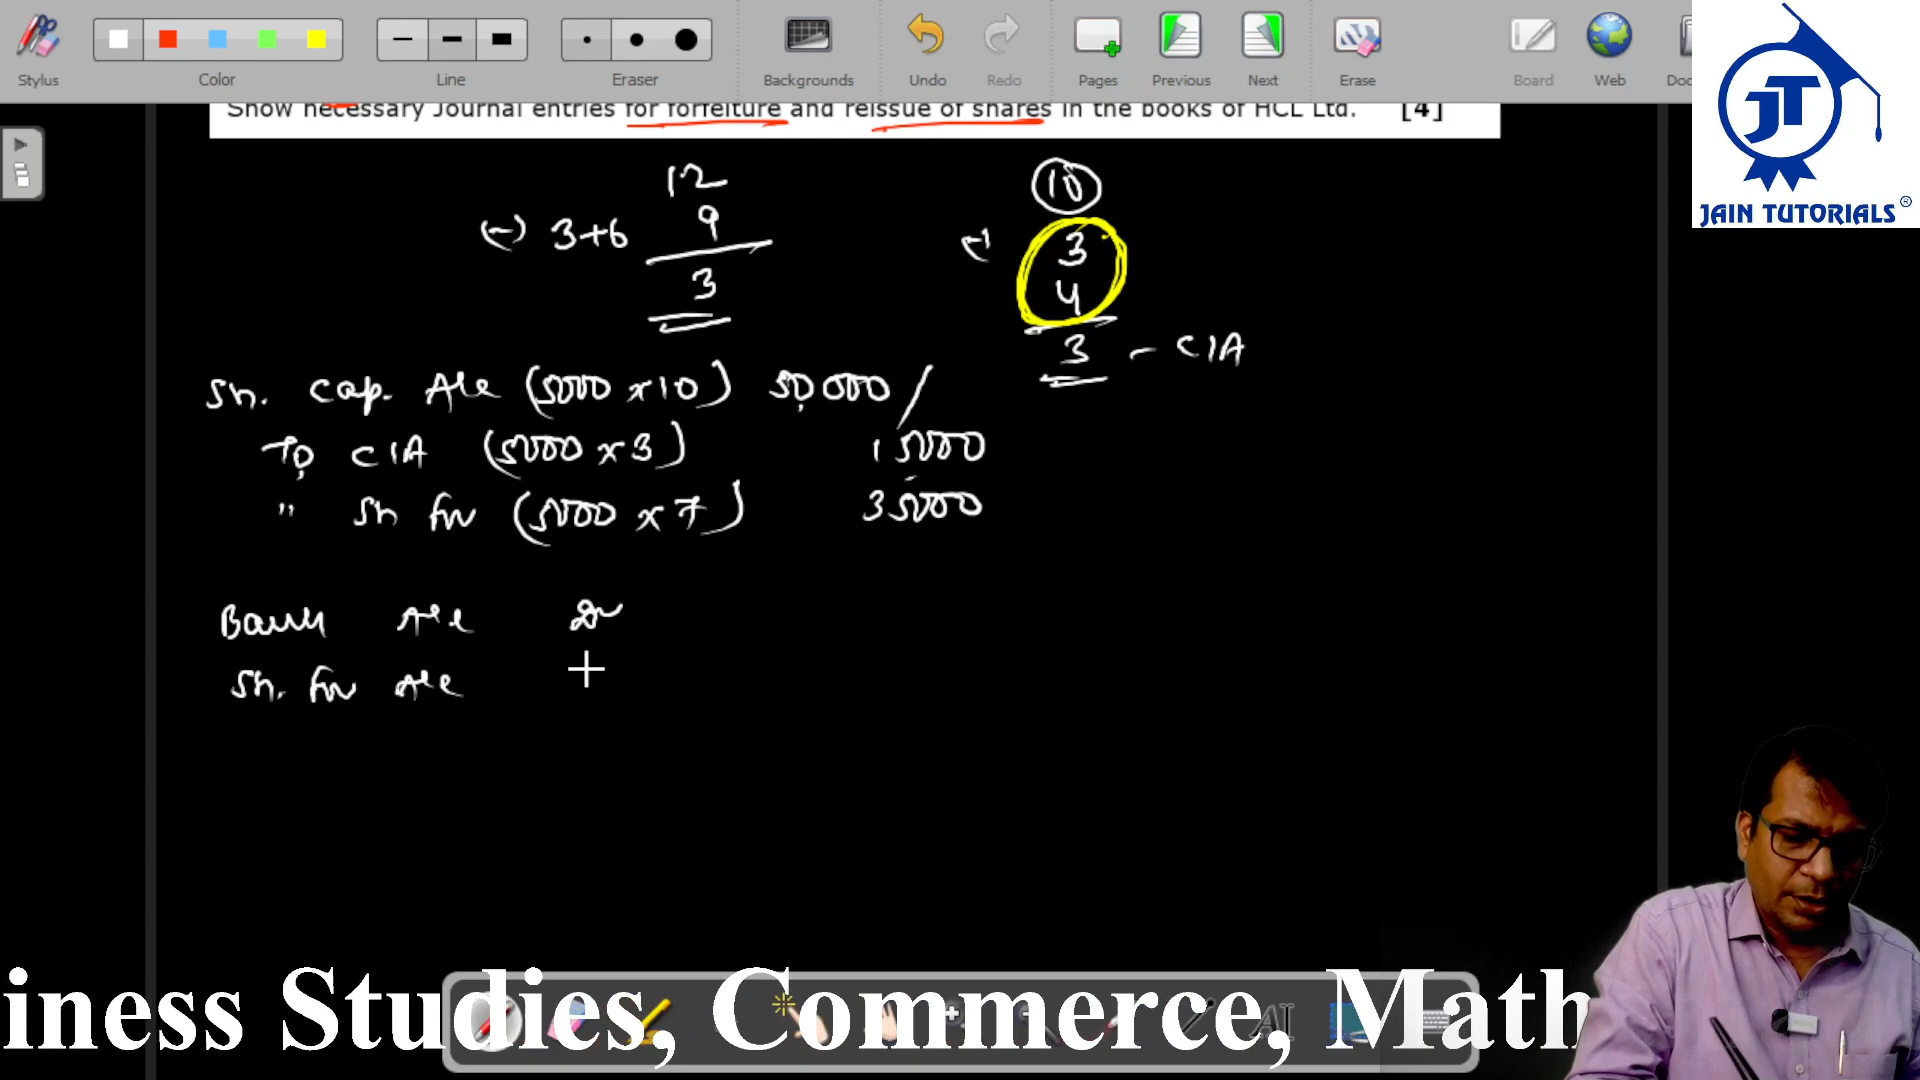 Stylus Color Line Eraser Backgrounds Undo Redo Pages Previous Next Erase Board Web
Show necessary Journal entries for forfeiture and reissue of shares in the books of HCL Ltd. [4]
JT
JAIN TUTORIALS®
12
(-) 3+6 9
3
10
(-) 3
4
3 - CIA
Sh. Cap. A/c (5000 x 10) 50,000 /
To CIA (5000 x 3) 15000
" Sh for (5000 x 7) 35000
Bank A/c Dr
Sh. for A/c
iness Studies, Commerce, Math